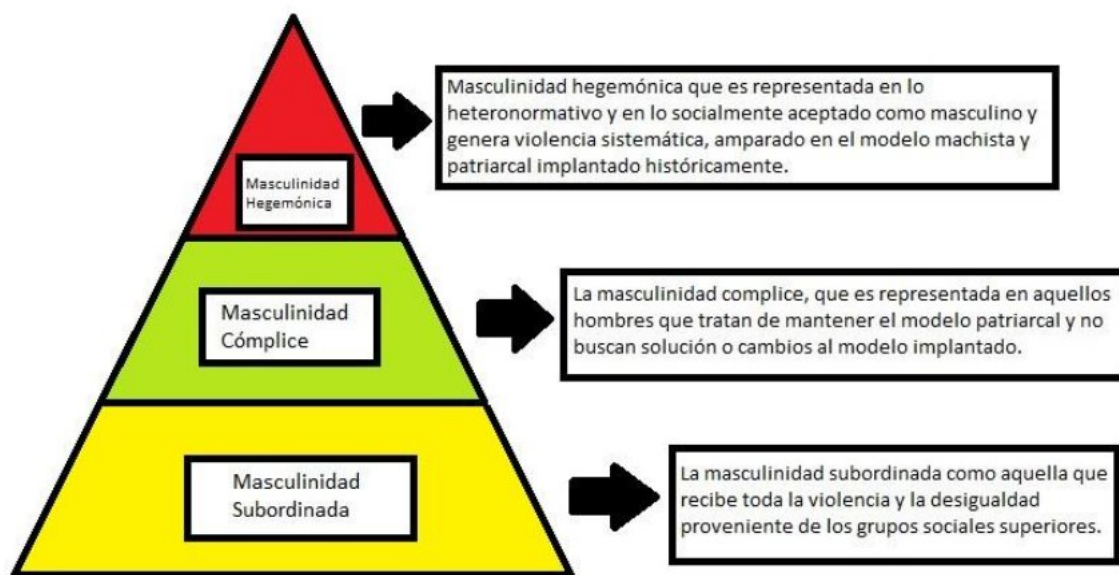 Masculinidad
Hegemónica
Masculinidad hegemónica que es representada en lo
heteronormativo y en lo socialmente aceptado como masculino y
genera violencia sistemática, amparado en el modelo machista y
patriarcal implantado históricamente.
Masculinidad
Cómplice
La masculinidad complice, que es representada en aquellos
hombres que tratan de mantener el modelo patriarcal y no
buscan solución o cambios al modelo implantado.
Masculinidad
Subordinada
La masculinidad subordinada como aquella que
recibe toda la violencia y la desigualdad
proveniente de los grupos sociales superiores.